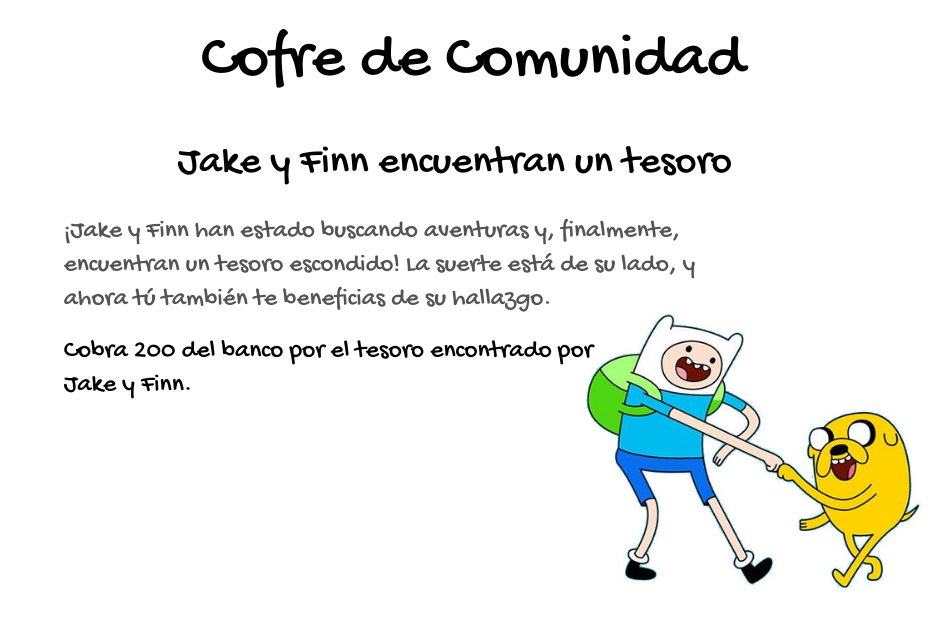 Cofre de Comunidad
Jake y Finn encuentran un tesoro
¡Jake y Finn han estado buscando aventuras y, finalmente,
encuentran un tesoro escondido! La suerte está de su lado, y
ahora tú también te beneficias de su hallazgo.
Cobra 200 del banco por el tesoro encontrado por
Jake y Finn.